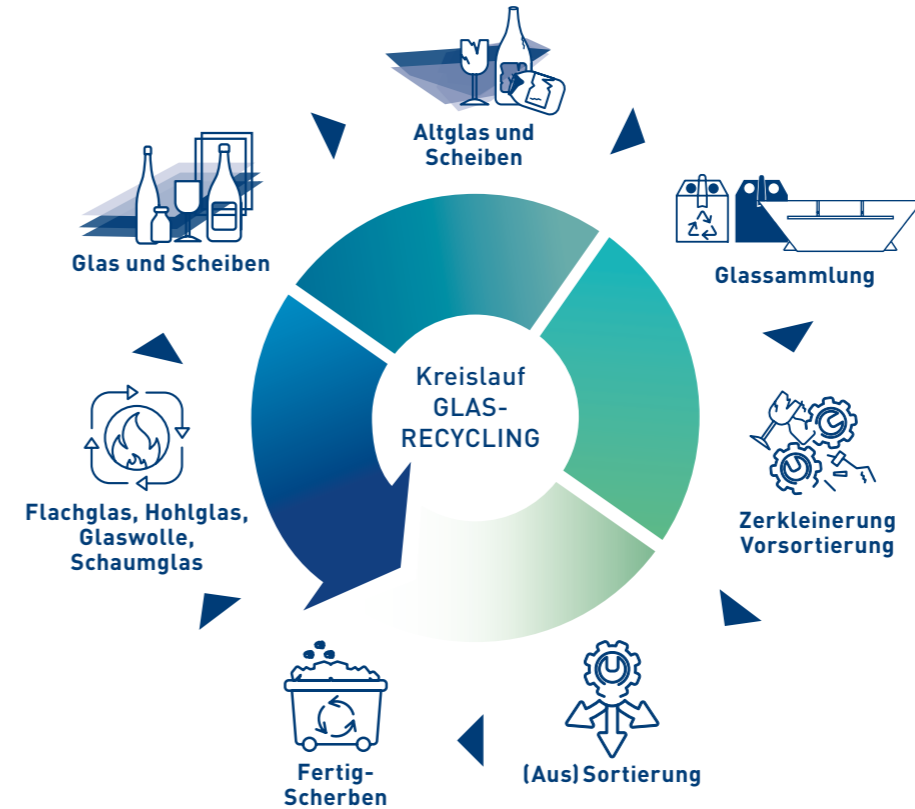 Altglas und
Scheiben
Glassammlung
Zerkleinerung
Vorsortierung
(Aus)Sortierung
Fertig-
Scherben
Flachglas, Hohlglas,
Glaswolle,
Schaumglas
Glas und Scheiben
Kreislauf
GLAS-
RECYCLING